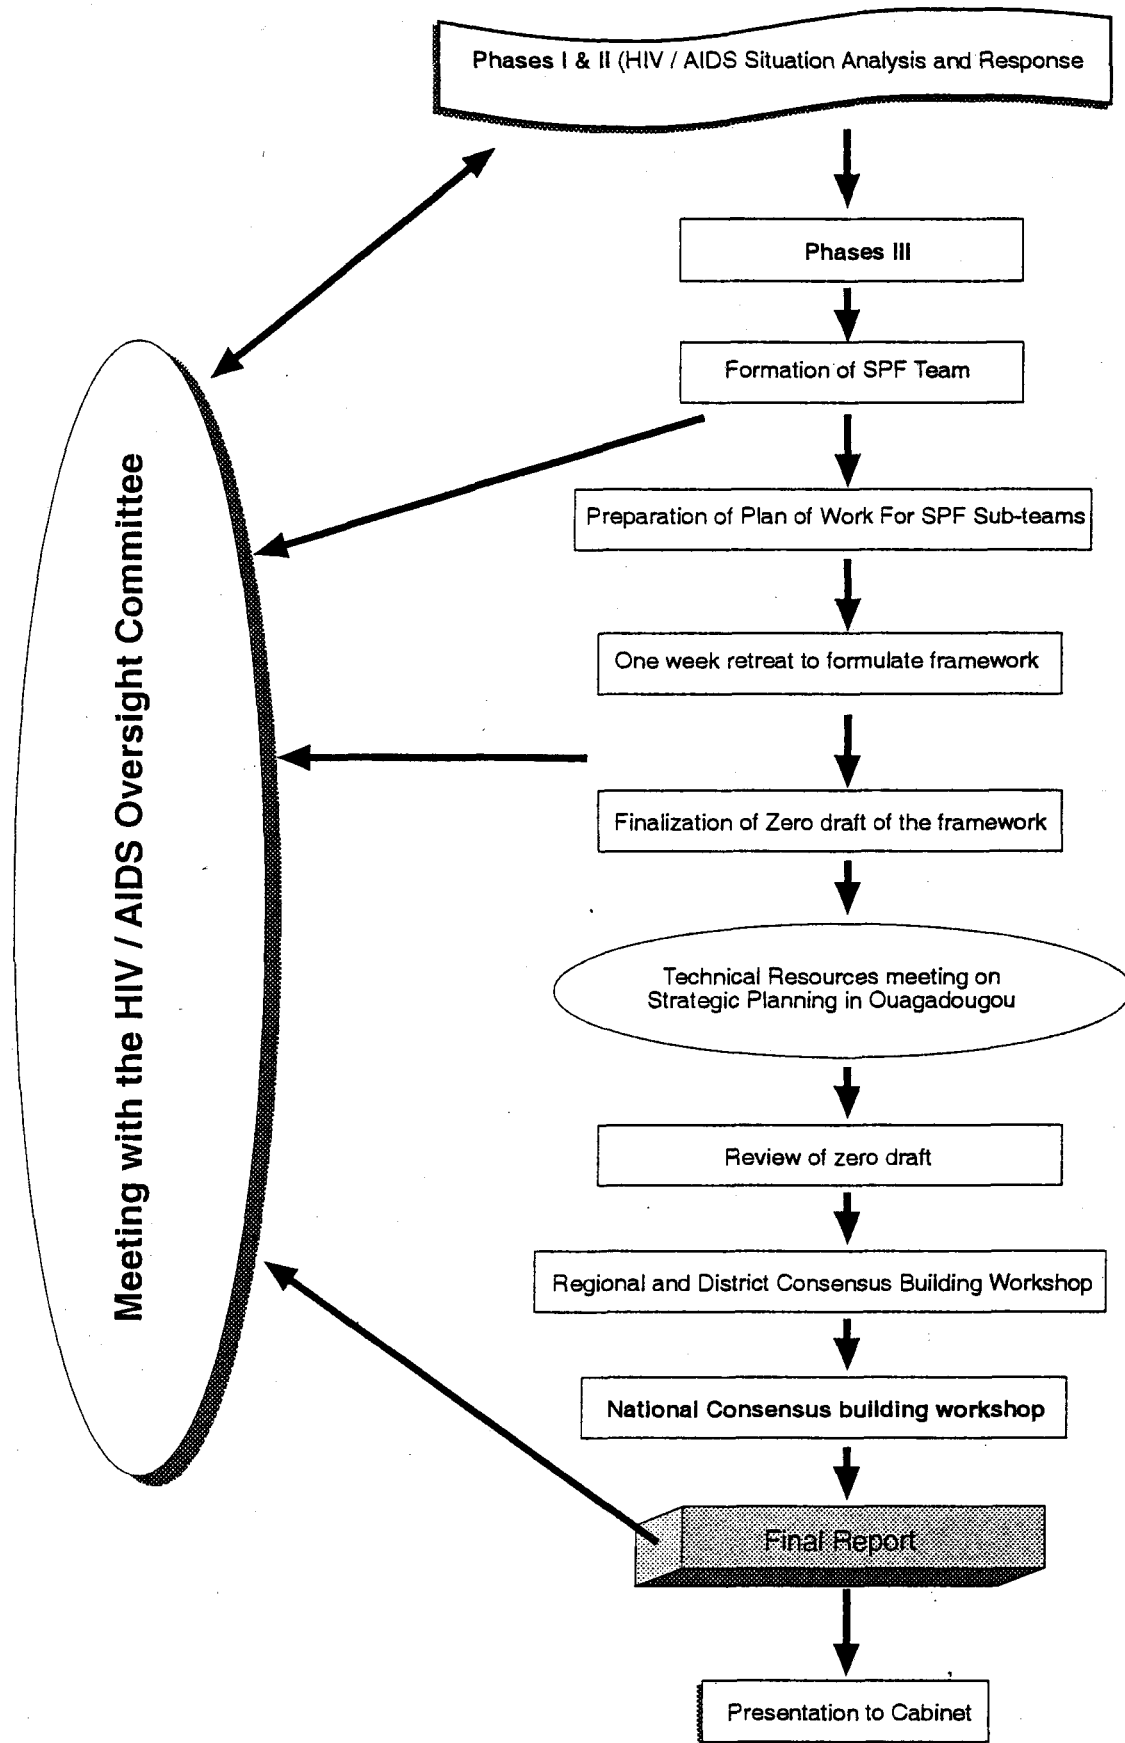 Phases I & II (HIV / AIDS Situation Analysis and Response
Phases III
Formation of SPF Team
Preparation of Plan of Work For SPF Sub-teams
One week retreat to formulate framework
Finalization of Zero draft of the framework
Technical Resources meeting on
Strategic Planning in Ouagadougou
Review of zero draft
Regional and District Consensus Building Workshop
National Consensus building workshop
Final Report
Presentation to Cabinet
Meeting with the HIV / AIDS Oversight Committee